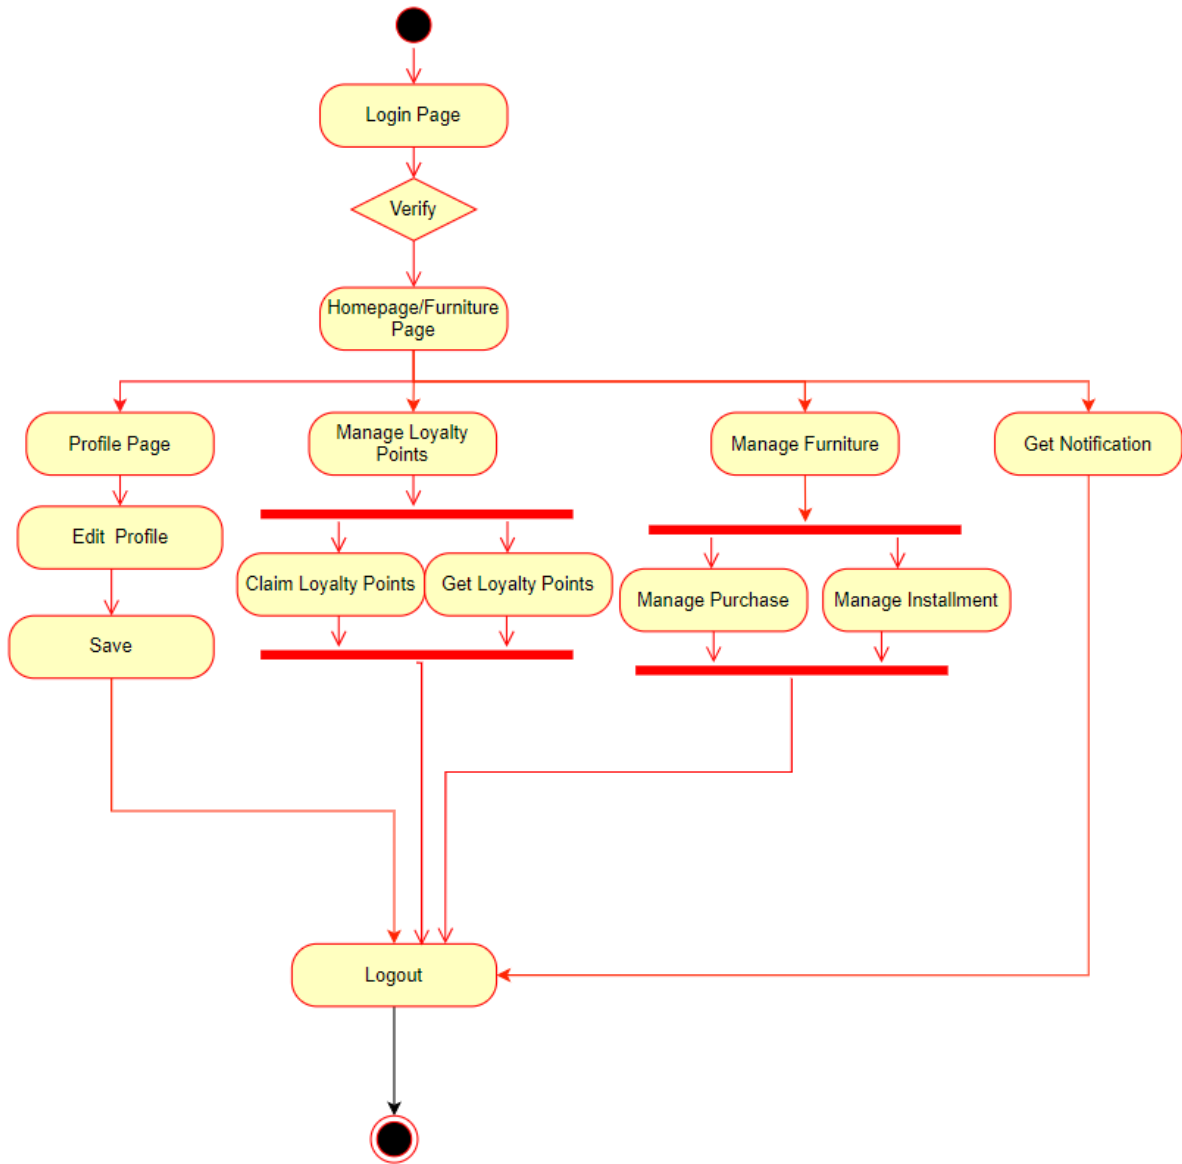 Login Page
Verify
Homepage/Furniture
Page
Profile Page
Manage Loyalty
Points
Manage Furniture
Get Notification
Edit  Profile
Claim Loyalty Points
Get Loyalty Points
Manage Purchase
Manage Installment
Save
Logout